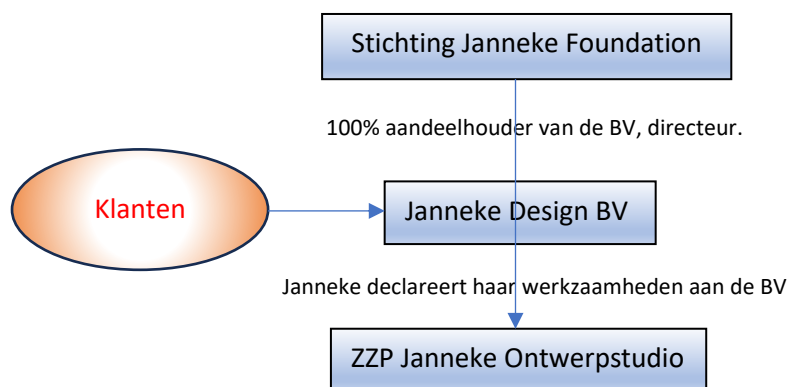 Stichting Janneke Foundation
100% aandeelhouder van de BV, directeur.
Klanten
Janneke Design BV
Janneke declareert haar werkzaamheden aan de BV
ZZP Janneke Ontwerpstudio